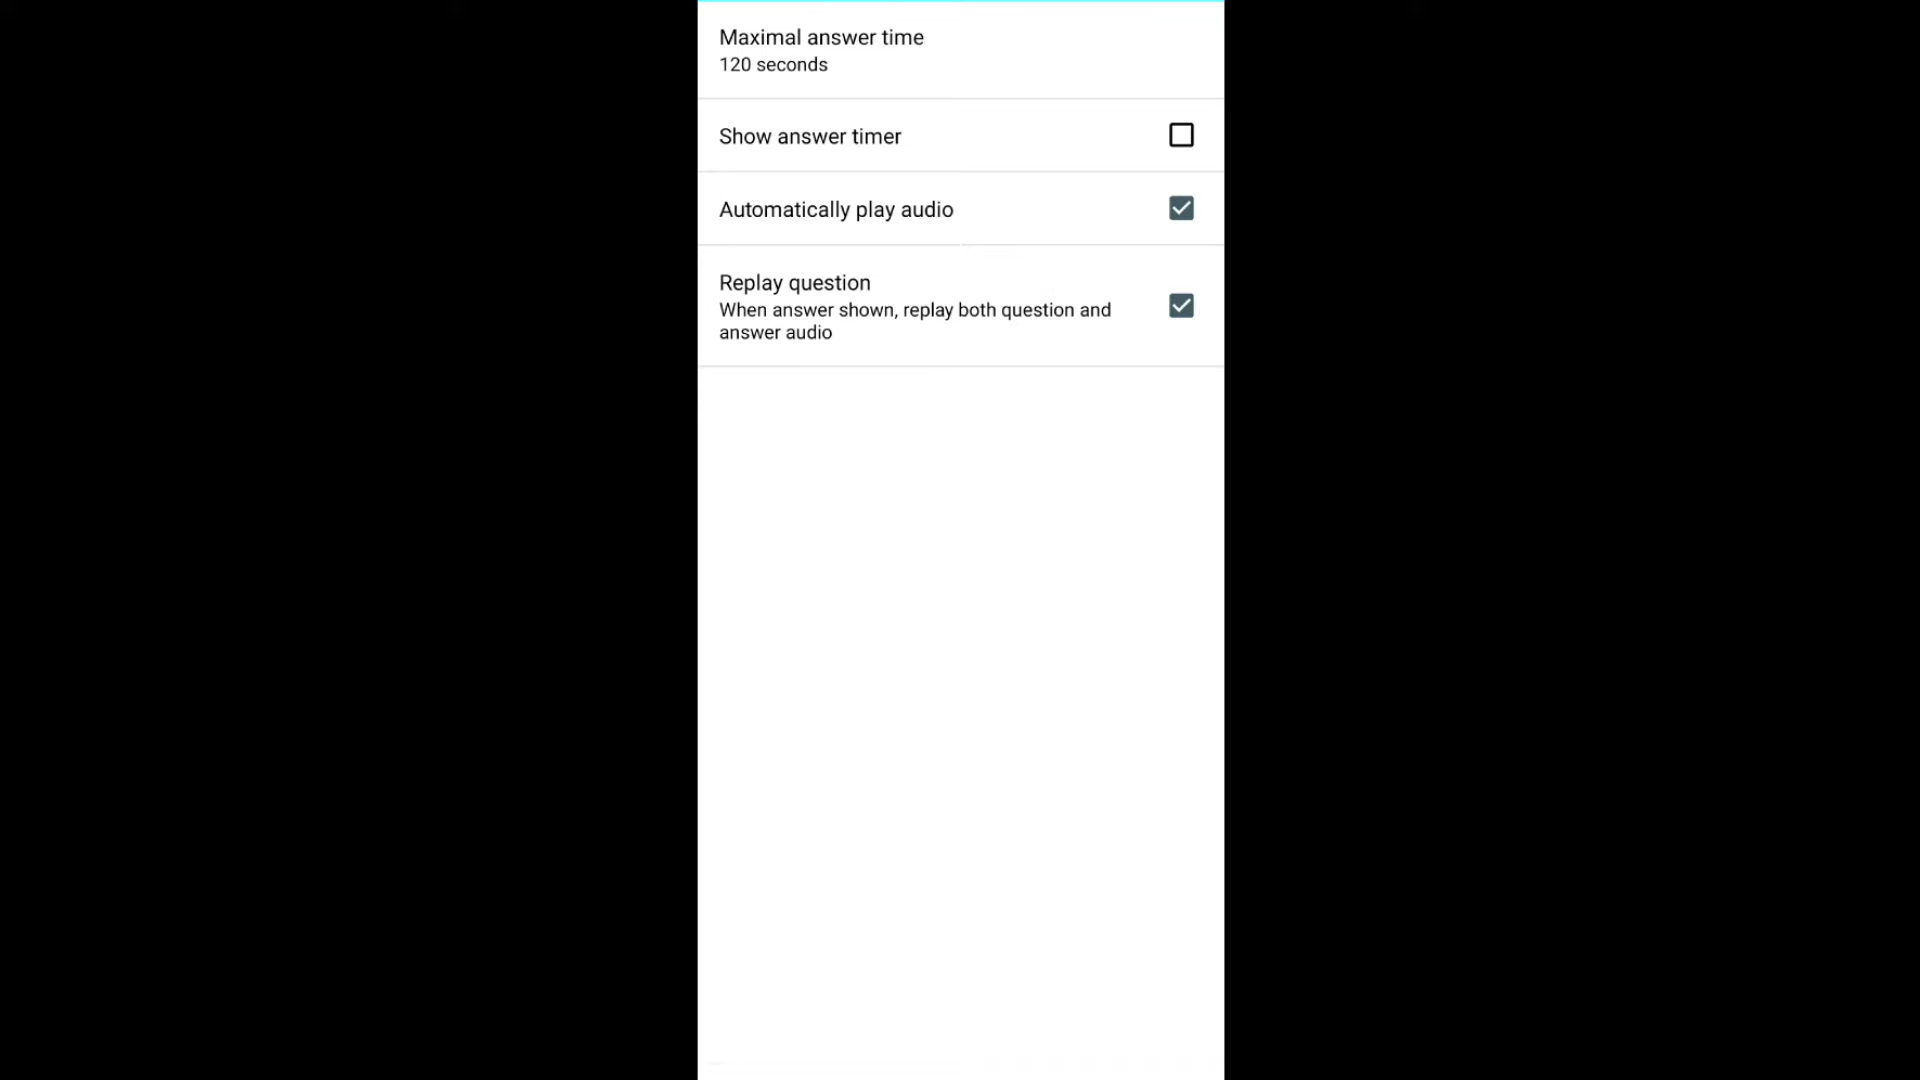 Maximal answer time
120 seconds
Show answer timer
Automatically play audio
Replay question
When answer shown, replay both question and
answer audio